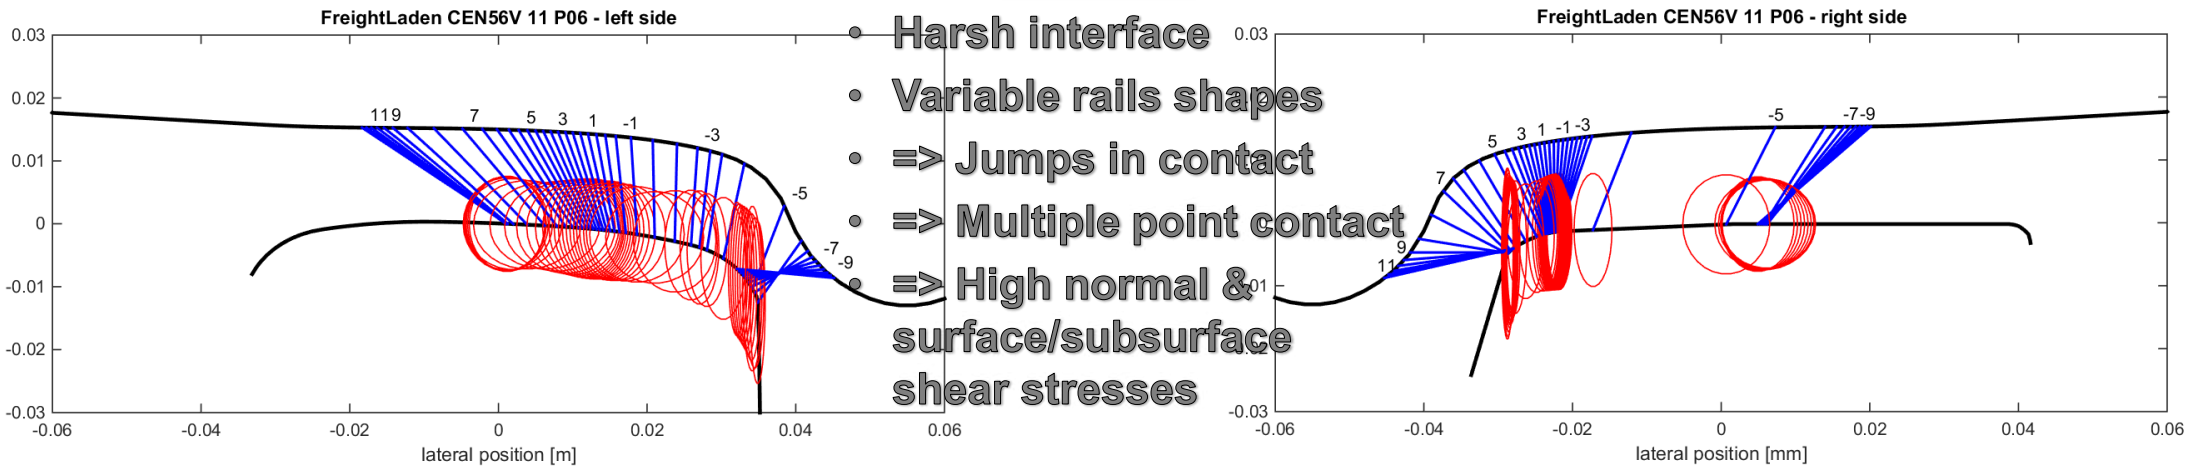 FreightLaden CEN56V 11 P06 - left side
0.03
0.02
0.01
0
-0.01
-0.02
-0.03
-0.06
-0.04
-0.02
0
0.02
0.04
0.06
lateral position [m]
1 1 9 7 5 3 1 -1 -3 -5 -7 -9
• Harsh interface
• Variable rails shapes
• => Jumps in contact
• => Multiple point contact
• => High normal &
surface/subsurface
shear stresses
FreightLaden CEN56V 11 P06 - right side
0.03
-0.03
-0.06
-0.04
-0.02
0
0.02
0.04
0.06
lateral position [mm]
11 9 7 5 3 1 -1 -3 -5 -7 -9